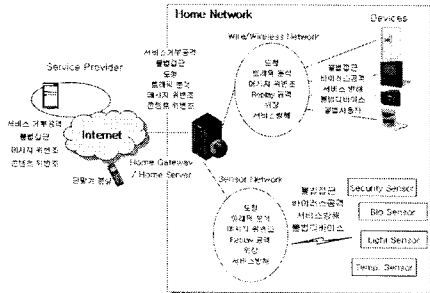 Home Network
Devices
Service Provider
서비스거부공격
불법접근
도청
트래픽 분석
메시지 위변조
콘텐츠 위변조
Wire/Wireless Network
도청
트래픽 분석
메시지 위변조
Replay 공격
위장
서비스방해
불법접근
바이러스공격
서비스 방해
불법디바이스
불법사용자
서비스 거부공격
불법접근
메시지 위변조
콘텐츠 위변조
Internet
단말기 분실
Home Gateway
/ Home Server
Sensor Network
도청
트래픽 분석
메시지 위변조
Replay 공격
위장
서비스방해
불법접근
바이러스공격
서비스방해
불법디바이스
Security Sensor
Bio Sensor
Light Sensor
Temp. Sensor